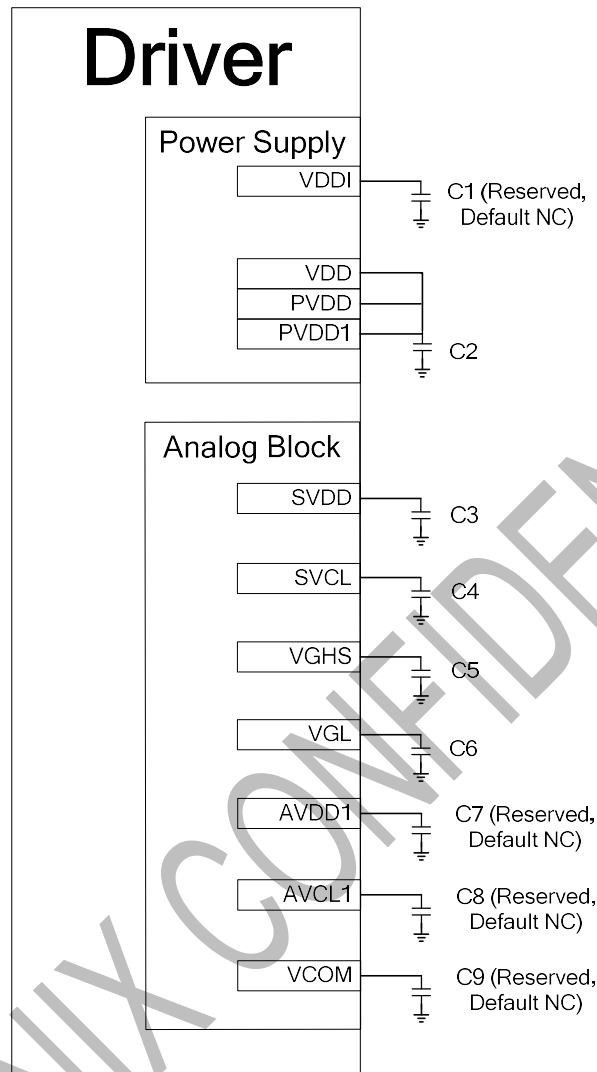 Driver
Power Supply
VDDI
C1 (Reserved,
Default NC)
VDD
PVDD
PVDD1
C2
Analog Block
SVDD
C3
SVCL
C4
VGHS
C5
VGL
C6
AVDD1
C7 (Reserved,
Default NC)
AVCL1
C8 (Reserved,
Default NC)
VCOM
C9 (Reserved,
Default NC)